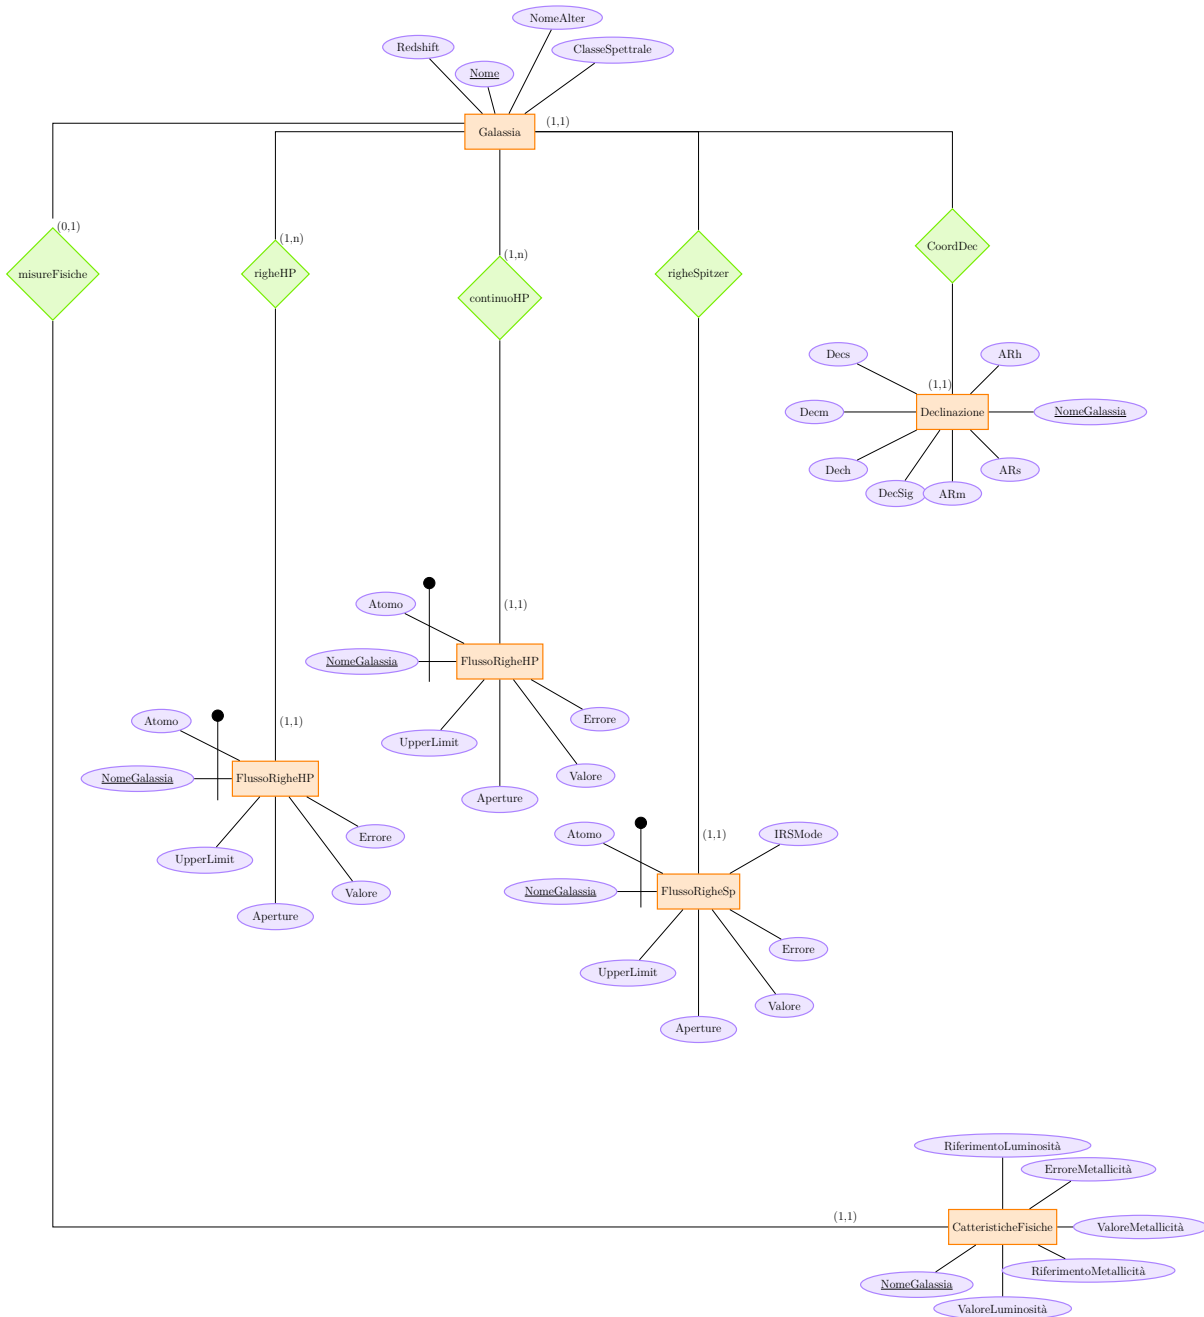 NomeAlter
Redshift
ClasseSpettrale
Nome
(1,1)
Galassia
(0,1)
(1,n)
(1,n)
CoordDec
misureFisiche
righeHP
righeSpitzer
continuoHP
Decs
ARh
(1,1)
Decm
Declinazione
NomeGalassia
Dech
ARs
DecSig
ARm
Atomo
(1,1)
NomeGalassia
FlussoRigheHP
Errore
UpperLimit
Valore
Aperture
Atomo
(1,1)
NomeGalassia
FlussoRigheHP
Errore
UpperLimit
Valore
Aperture
Atomo
(1,1)
IRSMode
NomeGalassia
FlussoRigheSp
Errore
UpperLimit
Valore
Aperture
RiferimentoLuminosità
ErroreMetallicità
(1,1)
CatteristicheFisiche
ValoreMetallicità
RiferimentoMetallicità
NomeGalassia
ValoreLuminosità